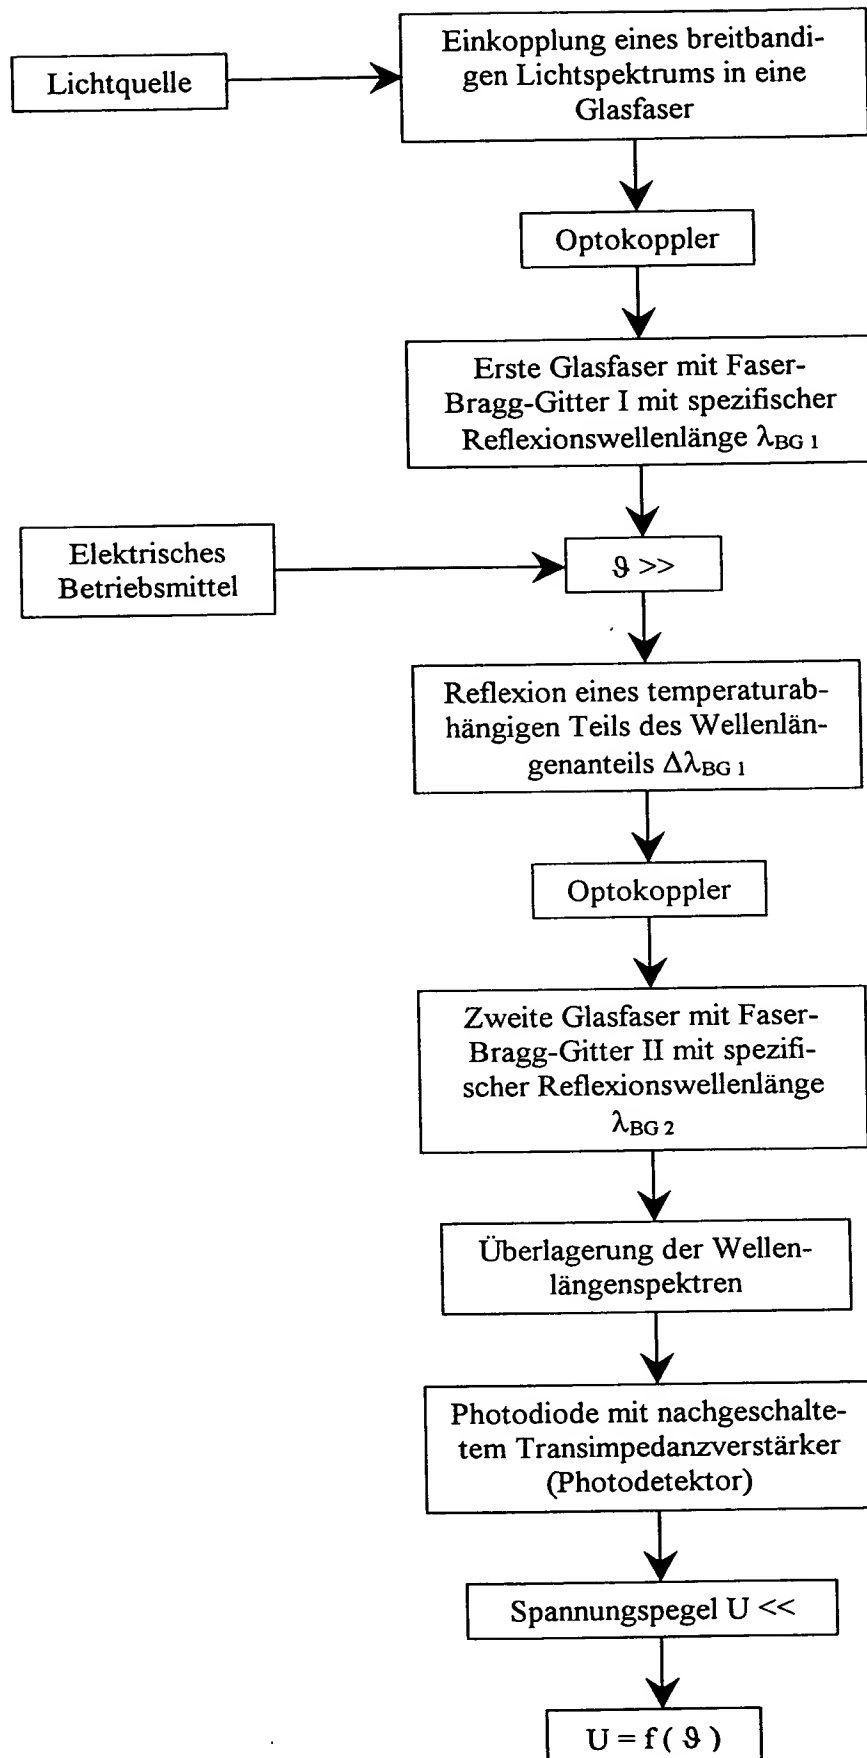 Einkopplung eines breitbandi-
gen Lichtspektrums in eine
Glasfaser
Lichtquelle
Optokoppler
Erste Glasfaser mit Faser-
Bragg-Gitter I mit spezifischer
Reflexionswellenlänge λBG 1
Elektrisches
Betriebsmittel
ϑ >>
Reflexion eines temperaturab-
hängigen Teils des Wellenlän-
genanteils ΔλBG 1
Optokoppler
Zweite Glasfaser mit Faser-
Bragg-Gitter II mit spezifi-
scher Reflexionswellenlänge
λBG 2
Überlagerung der Wellen-
längenspektren
Photodiode mit nachgeschalte-
tem Transimpedanzverstärker
(Photodetektor)
Spannungspegel U <<
U = f ( ϑ )